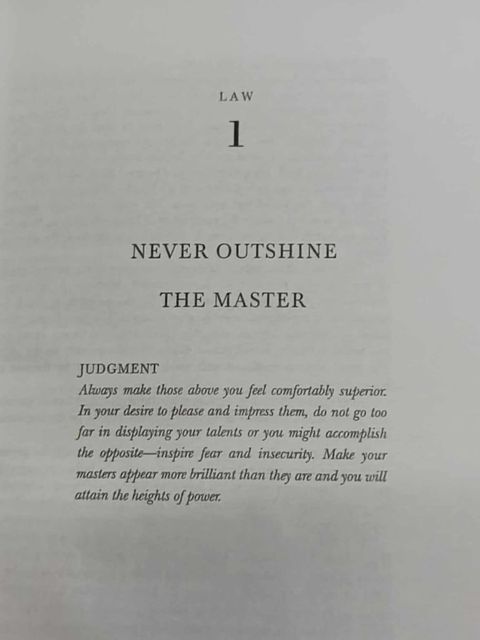 LAW
1
NEVER OUTSHINE
THE MASTER
JUDGMENT
Always make those above you feel comfortably superior.
In your desire to please and impress them, do not go too
far in displaying your talents or you might accomplish
the opposite—inspire fear and insecurity. Make your
masters appear more brilliant than they are and you will
attain the heights of power.